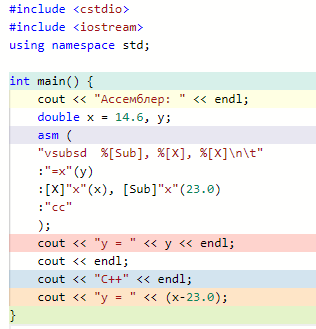 #include <cstdio>
#include <iostream>
using namespace std;
int main() {
cout << "Ассемблер: " << endl;
double x = 14.6, y;
asm (
"vsubsd  %[Sub], %[X], %[X]\n\t"
:"=x"(y)
:[X]"x"(x), [Sub]"x"(23.0)
:"cc"
);
cout << "y = " << y << endl;
cout << endl;
cout << "C++" << endl;
cout << "y = " << (x-23.0);
}